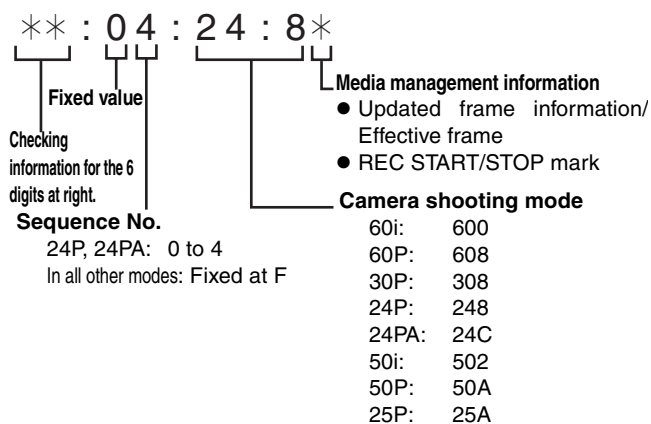 ** : 0 4 : 2 4 : 8 *
Fixed value
Checking
information for the 6
digits at right.
Sequence No.
24P, 24PA: 0 to 4
In all other modes: Fixed at F
Media management information
● Updated frame information/
Effective frame
● REC START/STOP mark
Camera shooting mode
60i: 600
60P: 608
30P: 308
24P: 248
24PA: 24C
50i: 502
50P: 50A
25P: 25A